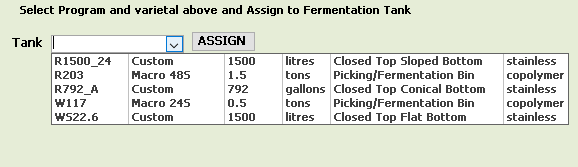 Select Program and varietal above and Assign to Fermentation Tank
Tank ASSIGN
R1500_24 Custom 1500 litres Closed Top Sloped Bottom stainless
R203 Macro 48S 1.5 tons Picking/Fermentation Bin copolymer
R792_A Custom 792 gallons Closed Top Conical Bottom stainless
W117 Macro 24S 0.5 tons Picking/Fermentation Bin copolymer
WS22.6 Custom 1500 litres Closed Top Flat Bottom stainless